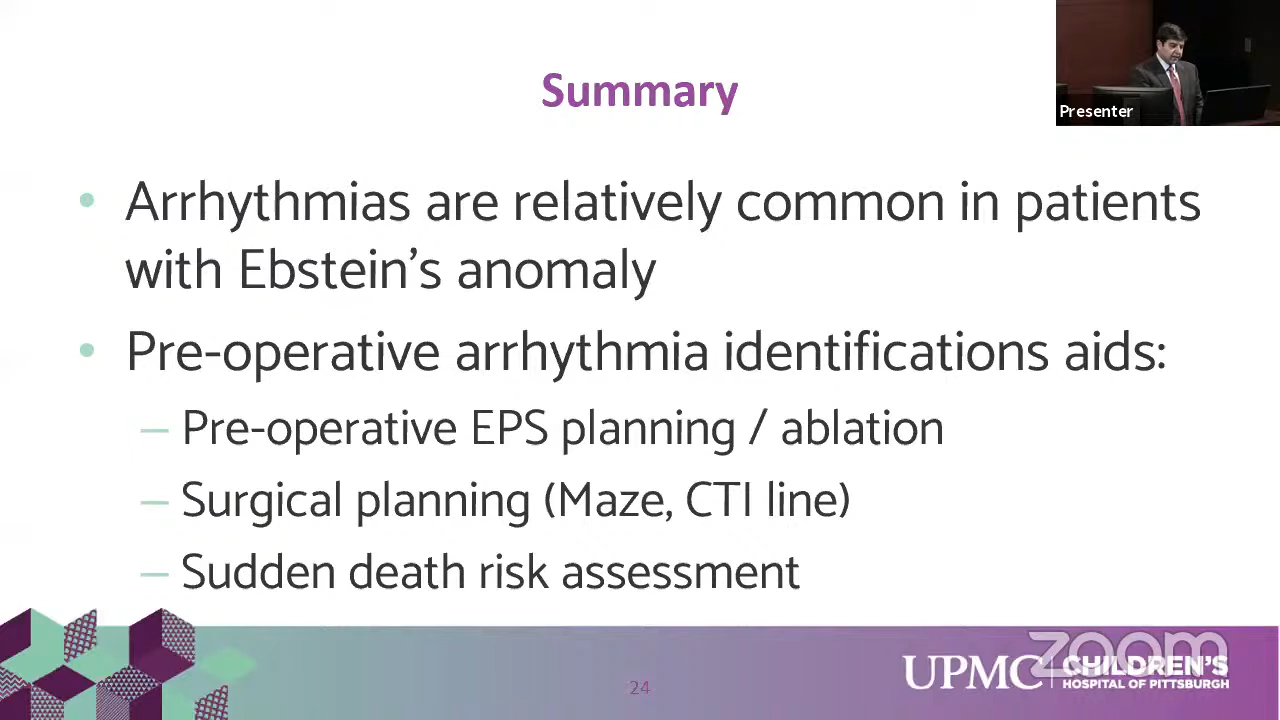 Summary
Presenter
• Arrhythmias are relatively common in patients
with Ebstein’s anomaly
• Pre-operative arrhythmia identifications aids:
– Pre-operative EPS planning / ablation
– Surgical planning (Maze, CTI line)
– Sudden death risk assessment
zoom
24
UPMC CHILDREN'S
HOSPITAL OF PITTSBURGH